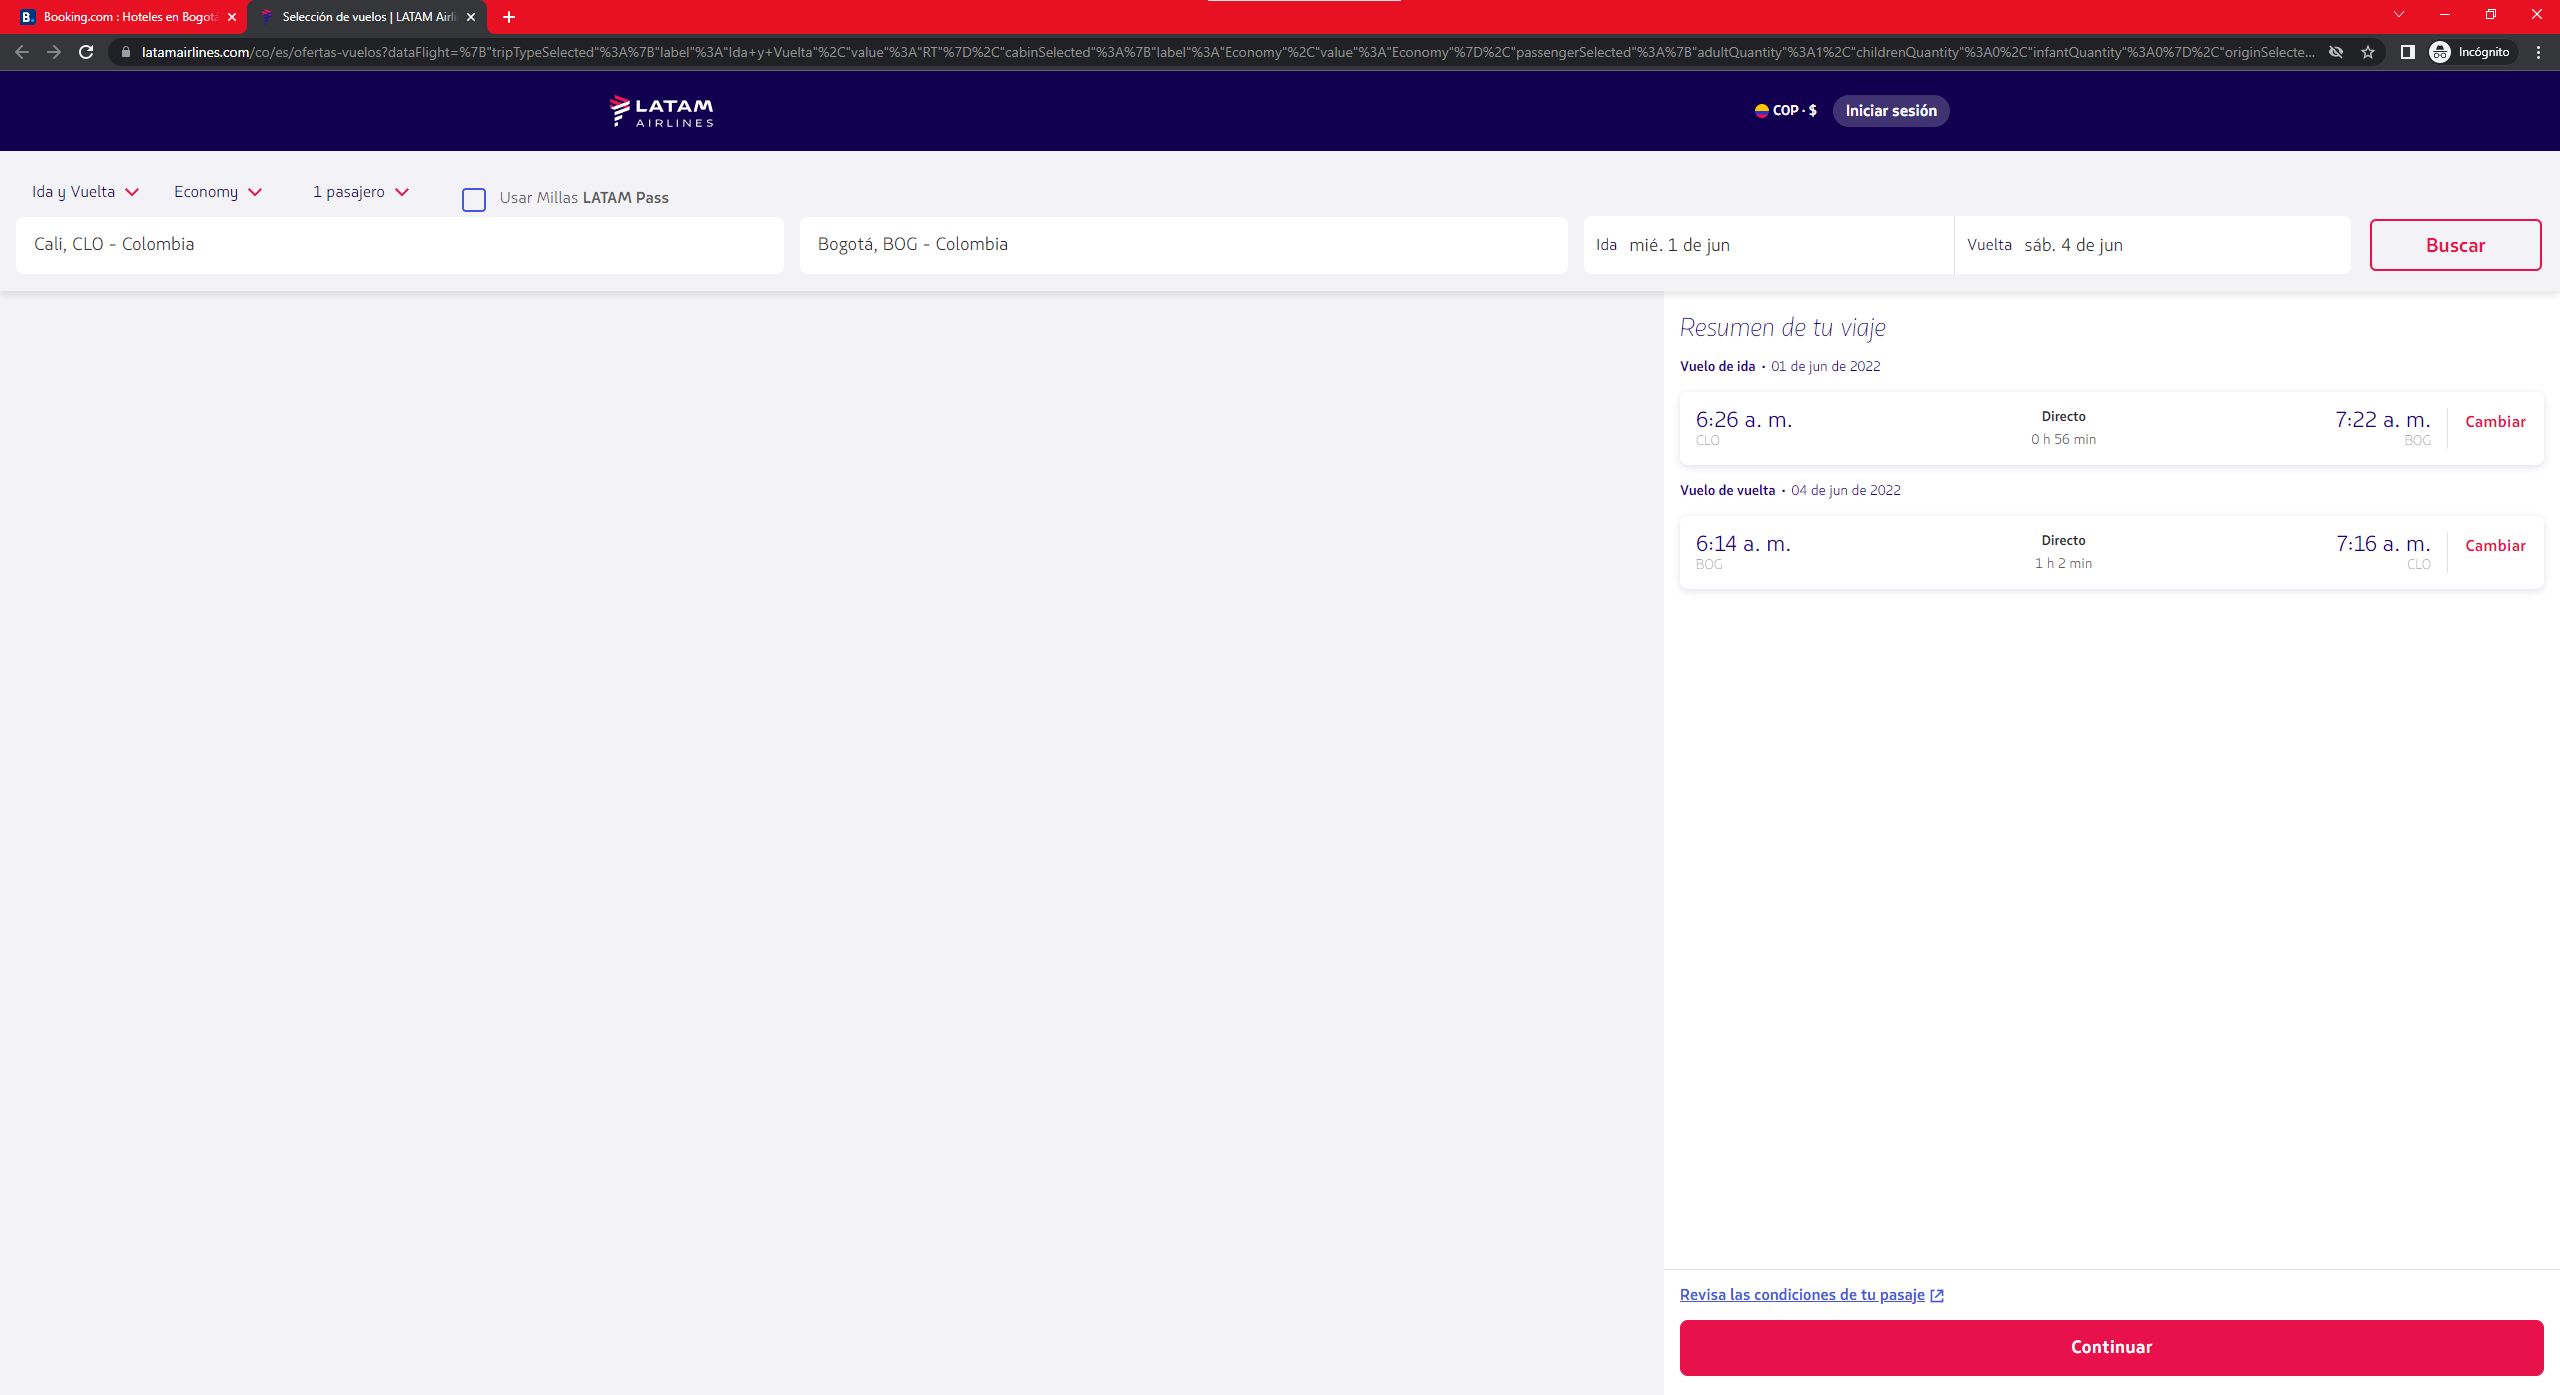 Booking.com : Hoteles en Bogotá
Selección de vuelos | LATAM Airli
latamairlines.com/co/es/ofertas-vuelos?dataFlight=%7B"tripTypeSelected"%3A%7B"label"%3A"Ida+y+Vuelta"%2C"value"%3A"RT"%7D%2C"cabinSelected"%3A%7B"label"%3A"Economy"%2C"value"%3A"Economy"%7D%2C"passengerSelected"%3A%7B"adultQuantity"%3A1%2C"childrenQuantity"%3A0%2C"infantQuantity"%3A0%7D%2C"originSelecte...
Incógnito
LATAM
AIRLINES
COP · $
Iniciar sesión
Ida y Vuelta
Economy
1 pasajero
Usar Millas LATAM Pass
Cali, CLO - Colombia
Bogotá, BOG - Colombia
Ida mié. 1 de jun
Vuelta sáb. 4 de jun
Buscar
Resumen de tu viaje
Vuelo de ida • 01 de jun de 2022
6:26 a. m.
CLO
Directo
0 h 56 min
7:22 a. m.
BOG
Cambiar
Vuelo de vuelta • 04 de jun de 2022
6:14 a. m.
BOG
Directo
1 h 2 min
7:16 a. m.
CLO
Cambiar
Revisa las condiciones de tu pasaje
Continuar